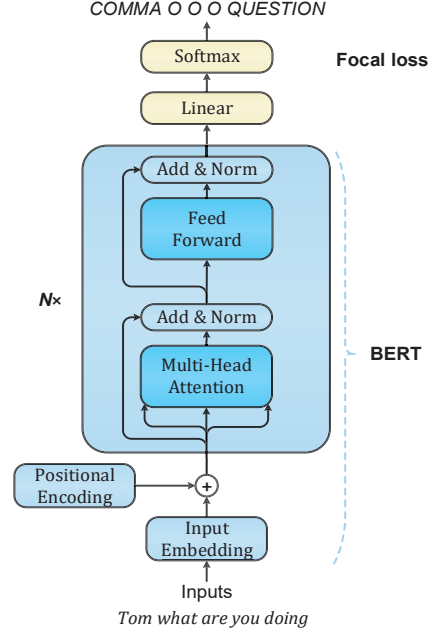 COMMA O O O QUESTION
Softmax
Focal loss
Linear
Add & Norm
Feed
Forward
N×
Add & Norm
BERT
Multi-Head
Attention
Positional
Encoding
+
Input
Embedding
Inputs
Tom what are you doing